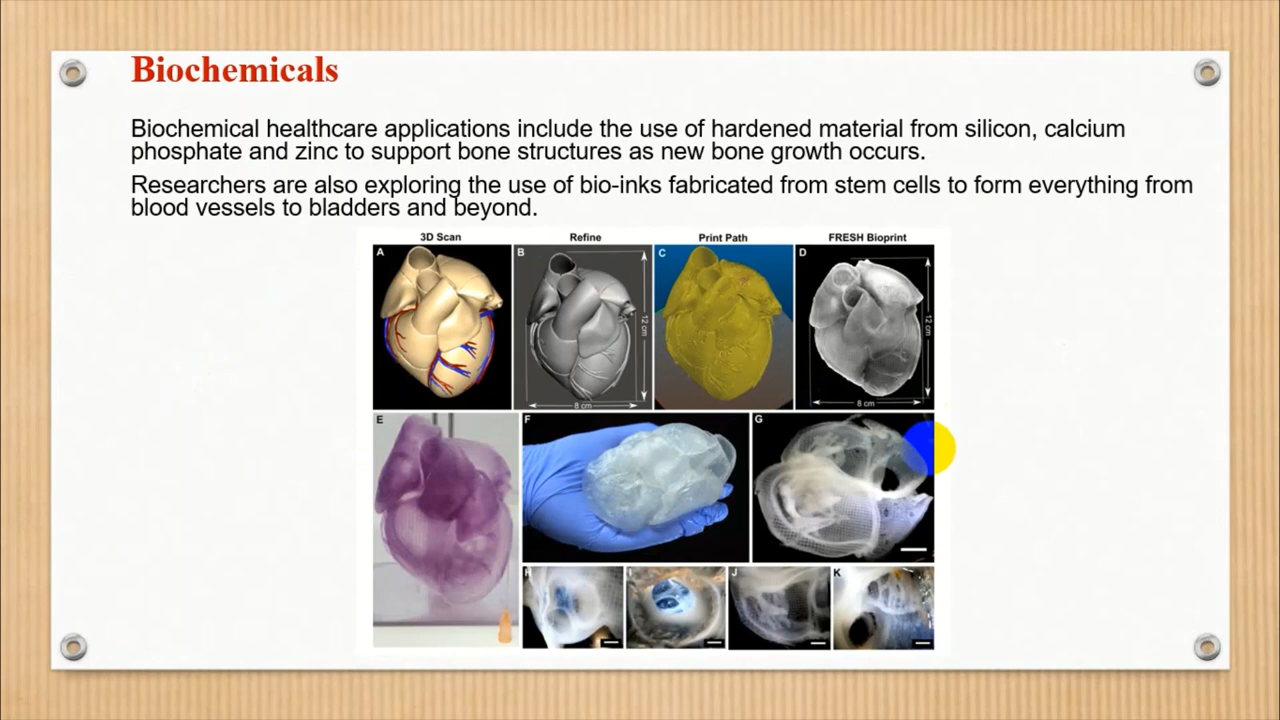 Biochemicals
Biochemical healthcare applications include the use of hardened material from silicon, calcium
phosphate and zinc to support bone structures as new bone growth occurs.
Researchers are also exploring the use of bio-inks fabricated from stem cells to form everything from
blood vessels to bladders and beyond.
3D Scan
Refine
Print Path
FRESH Bioprint
A
B
C
D
12 cm
12 cm
8 cm
8 cm
E
F
G
H
I
J
K